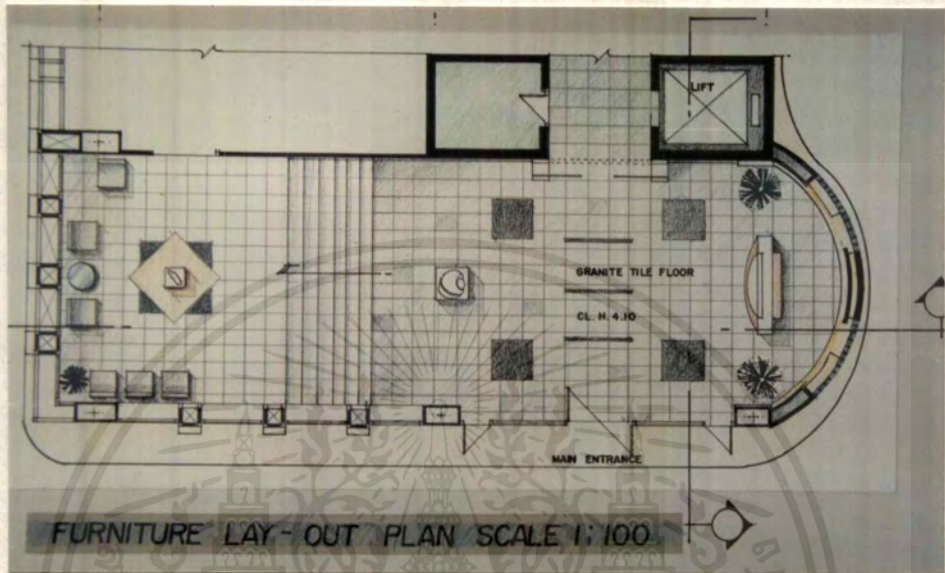 LIFT
GRANITE TILE FLOOR
CL. H. 4.10
MAIN ENTRANCE
FURNITURE LAY-OUT PLAN SCALE 1:100